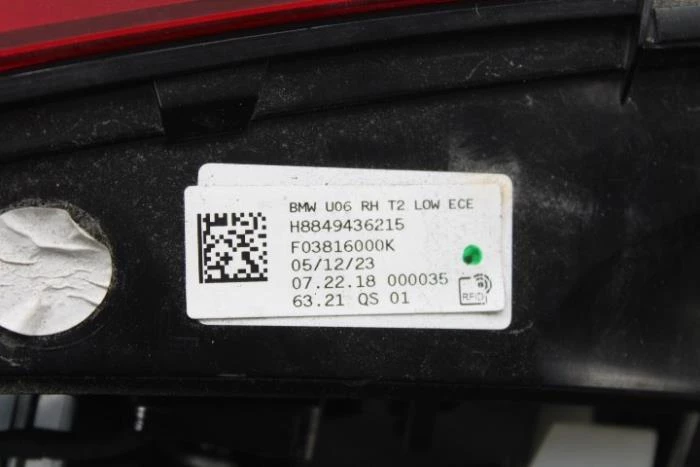 BMW U06 RH T2 LOW ECE
H8849436215
F03816000K
05/12/23
07.22.18 000035
63.21 QS 01
RFID